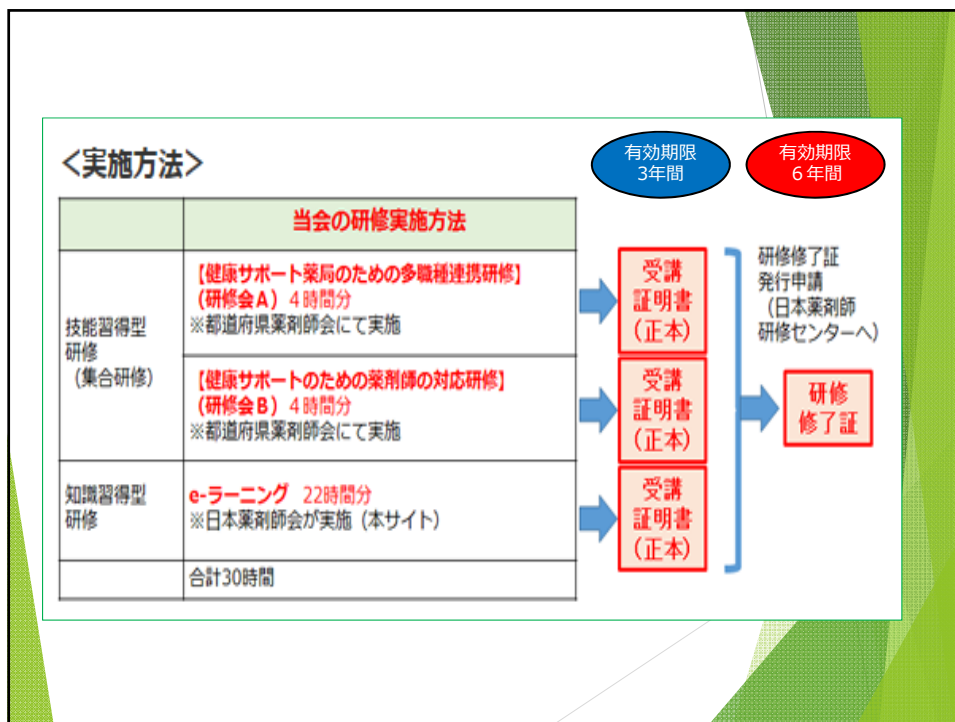 <実施方法>
有効期限
3年間
有効期限
６年間
当会の研修実施方法
技能習得型
研修
（集合研修）
【健康サポート薬局のための多職種連携研修】
（研修会Ａ）４時間分
※都道府県薬剤師会にて実施
受講
証明書
（正本）
【健康サポートのための薬剤師の対応研修】
（研修会Ｂ）４時間分
※都道府県薬剤師会にて実施
受講
証明書
（正本）
知識習得型
研修
e-ラーニング　22時間分
※日本薬剤師会が実施（本サイト）
受講
証明書
（正本）
合計30時間
研修修了証
発行申請
（日本薬剤師
研修センターへ）
研修
修了証